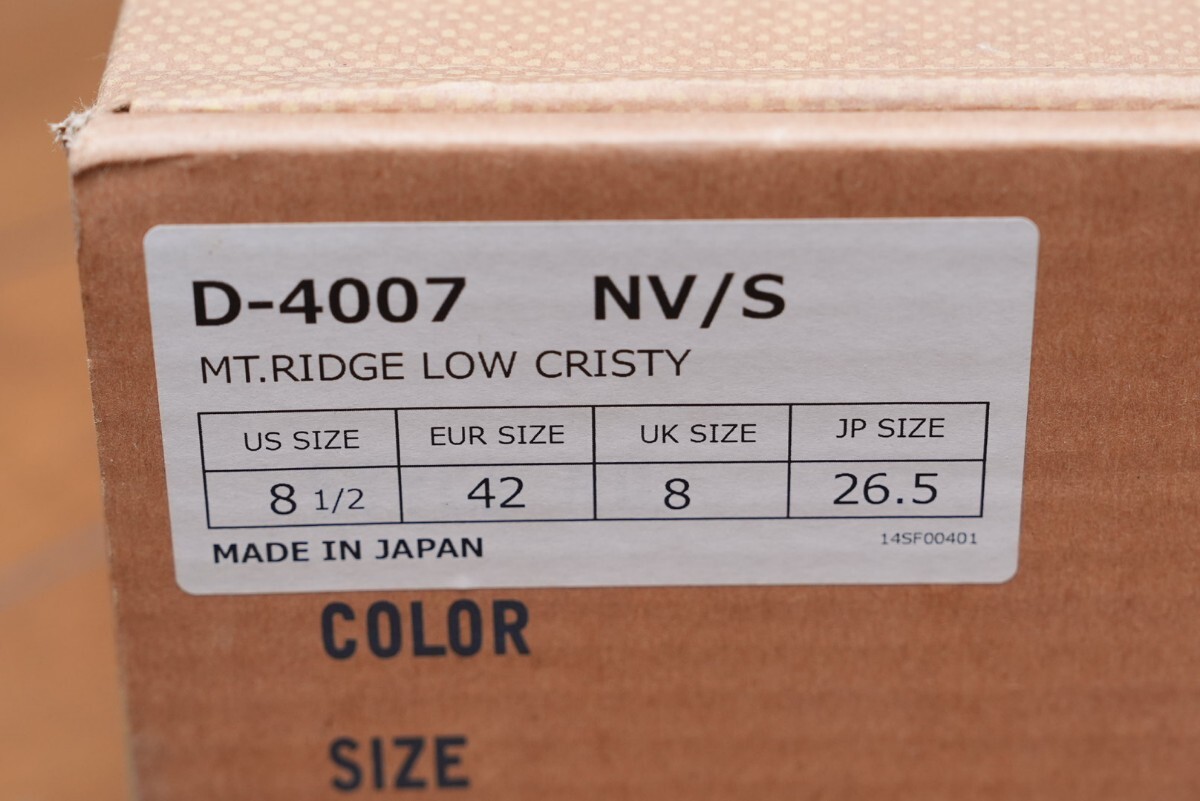 D-4007 NV/S
MT.RIDGE LOW CRISTY
US SIZE EUR SIZE UK SIZE JP SIZE
8 1/2 42 8 26.5
MADE IN JAPAN 14SF00401
COLOR
SIZE